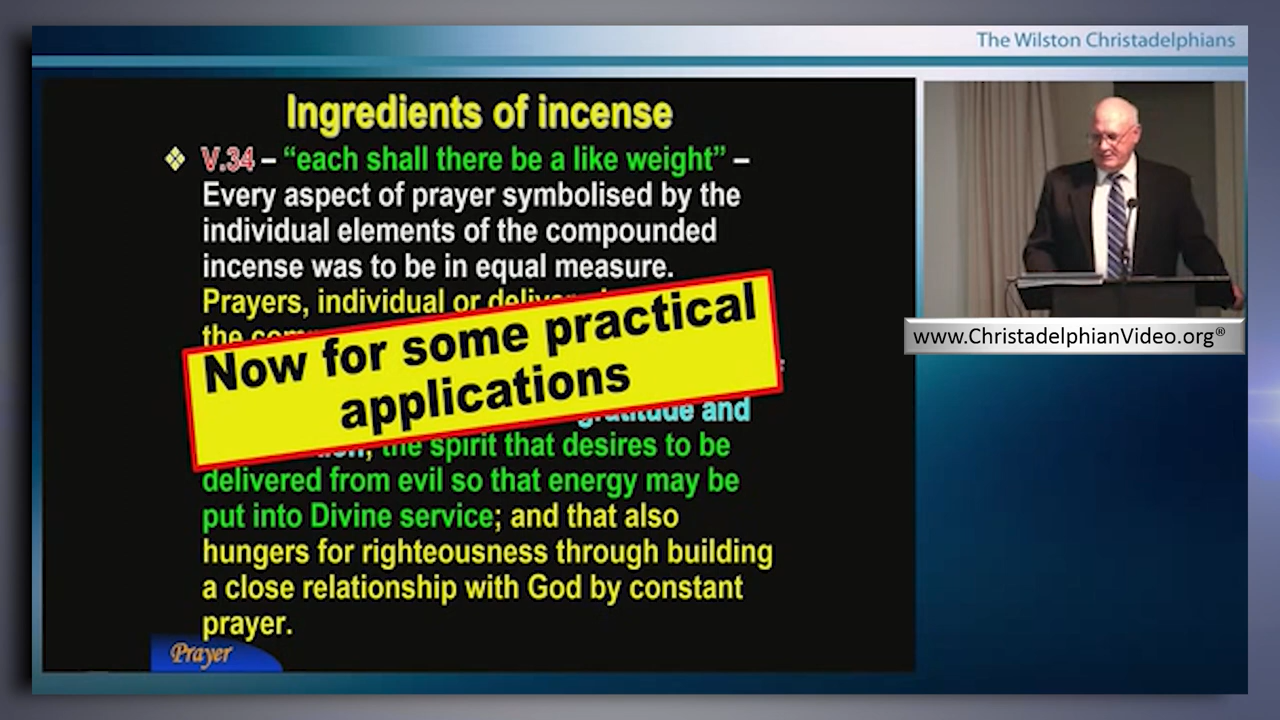 The Wilston Christadelphians
Ingredients of incense
V.34 – “each shall there be a like weight” –
Every aspect of prayer symbolised by the
individual elements of the compounded
incense was to be in equal measure.
Prayers, individual or
the
Now for some practical
applications
gratitude and
the spirit that desires to be
delivered from evil so that energy may be
put into Divine service; and that also
hungers for righteousness through building
a close relationship with God by constant
prayer.
Prayer
www.ChristadelphianVideo.org®